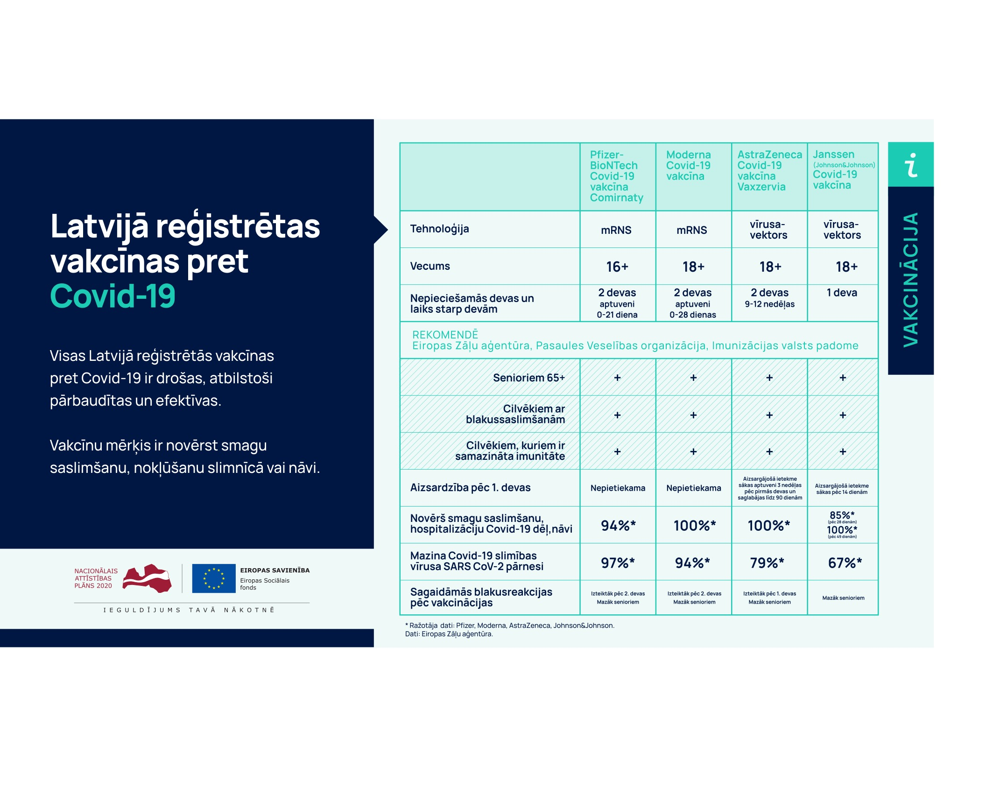 Latvijā reģistrētas
vakcīnas pret
Covid-19
Visas Latvijā reģistrētās vakcīnas
pret Covid-19 ir drošas, atbilstoši
pārbaudītas un efektīvas.
Vakcīnu mērķis ir novērst smagu
saslimšanu, nokļūšanu slimnīcā vai nāvi.
NACIONĀLAIS
ATTĪSTĪBAS
PLĀNS 2020
EIROPAS SAVIENĪBA
Eiropas Sociālais
fonds
IEGULDĪJUMS TAVĀ NĀKOTNĒ
Pfizer-
BioNTech
Covid-19
vakcīna
Comirnaty
Moderna
Covid-19
vakcīna
AstraZeneca
Covid-19
vakcīna
Vaxzervia
Janssen
(Johnson&Johnson)
Covid-19
vakcīna
Tehnoloģija
mRNS
mRNS
vīrusa-
vektors
vīrusa-
vektors
Vecums
16+
18+
18+
18+
Nepieciešamās devas un
laiks starp devām
2 devas
aptuveni
0-21 diena
2 devas
aptuveni
0-28 dienas
2 devas
9-12 nedēļas
1 deva
REKOMENDĒ
Eiropas Zāļu aģentūra, Pasaules Veselības organizācija, Imunizācijas valsts padome
Senioriem 65+
+
+
+
+
Cilvēkiem ar
blakussaslimšanām
+
+
+
+
Cilvēkiem, kuriem ir
samazināta imunitāte
+
+
+
+
Aizsardzība pēc 1. devas
Nepietiekama
Nepietiekama
Aizsargājošā ietekme
sākas aptuveni 3 nedēļas
pēc pirmās devas un
saglabājas līdz 90 dienām
Aizsargājošā ietekme
sākas pēc 14 dienām
Novērš smagu saslimšanu,
hospitalizāciju Covid-19 dēļ,nāvi
94%*
100%*
100%*
85%*
(pēc 28 dienām)
100%*
(pēc 49 dienām)
Mazina Covid-19 slimības
vīrusa SARS CoV-2 pārnesi
97%*
94%*
79%*
67%*
Sagaidāmās blakusreakcijas
pēc vakcinācijas
Izteiktāk pēc 2. devas
Mazāk senioriem
Izteiktāk pēc 2. devas
Mazāk senioriem
Izteiktāk pēc 1. devas
Mazāk senioriem
Mazāk senioriem
* Ražotāja dati: Pfizer, Moderna, AstraZeneca, Johnson&Johnson.
Dati: Eiropas Zāļu aģentūra.
i
VAKCINĀCIJA